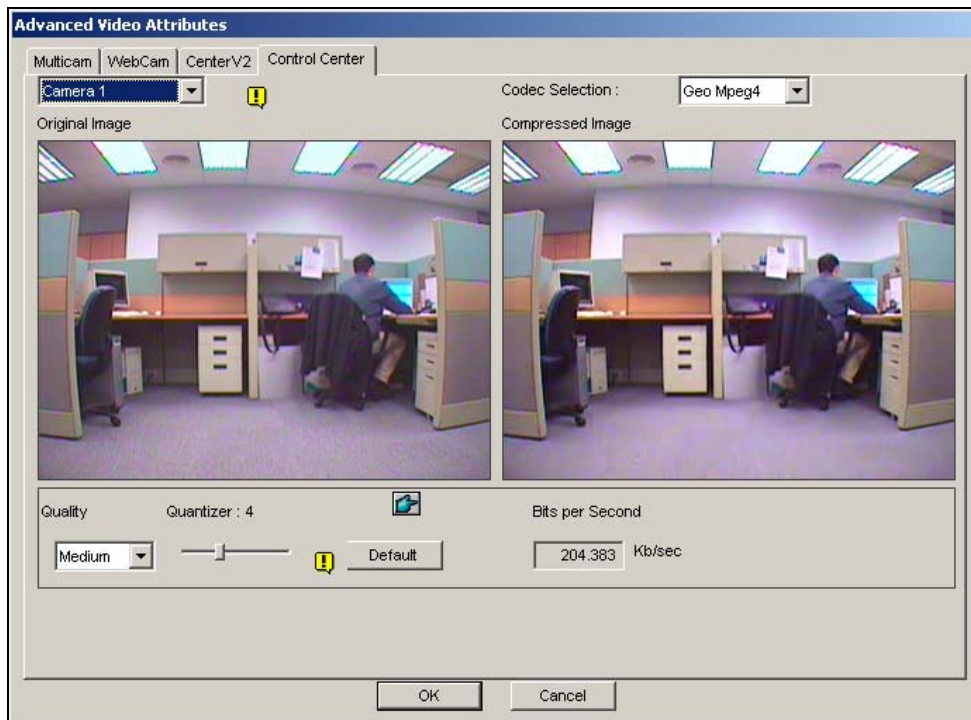 Advanced Video Attributes
Multicam WebCam CenterV2 Control Center
Camera 1 Codec Selection : Geo Mpeg4
Original Image Compressed Image
Quality Quantizer : 4 Bits per Second
Medium Default 204.383 Kb/sec
OK Cancel